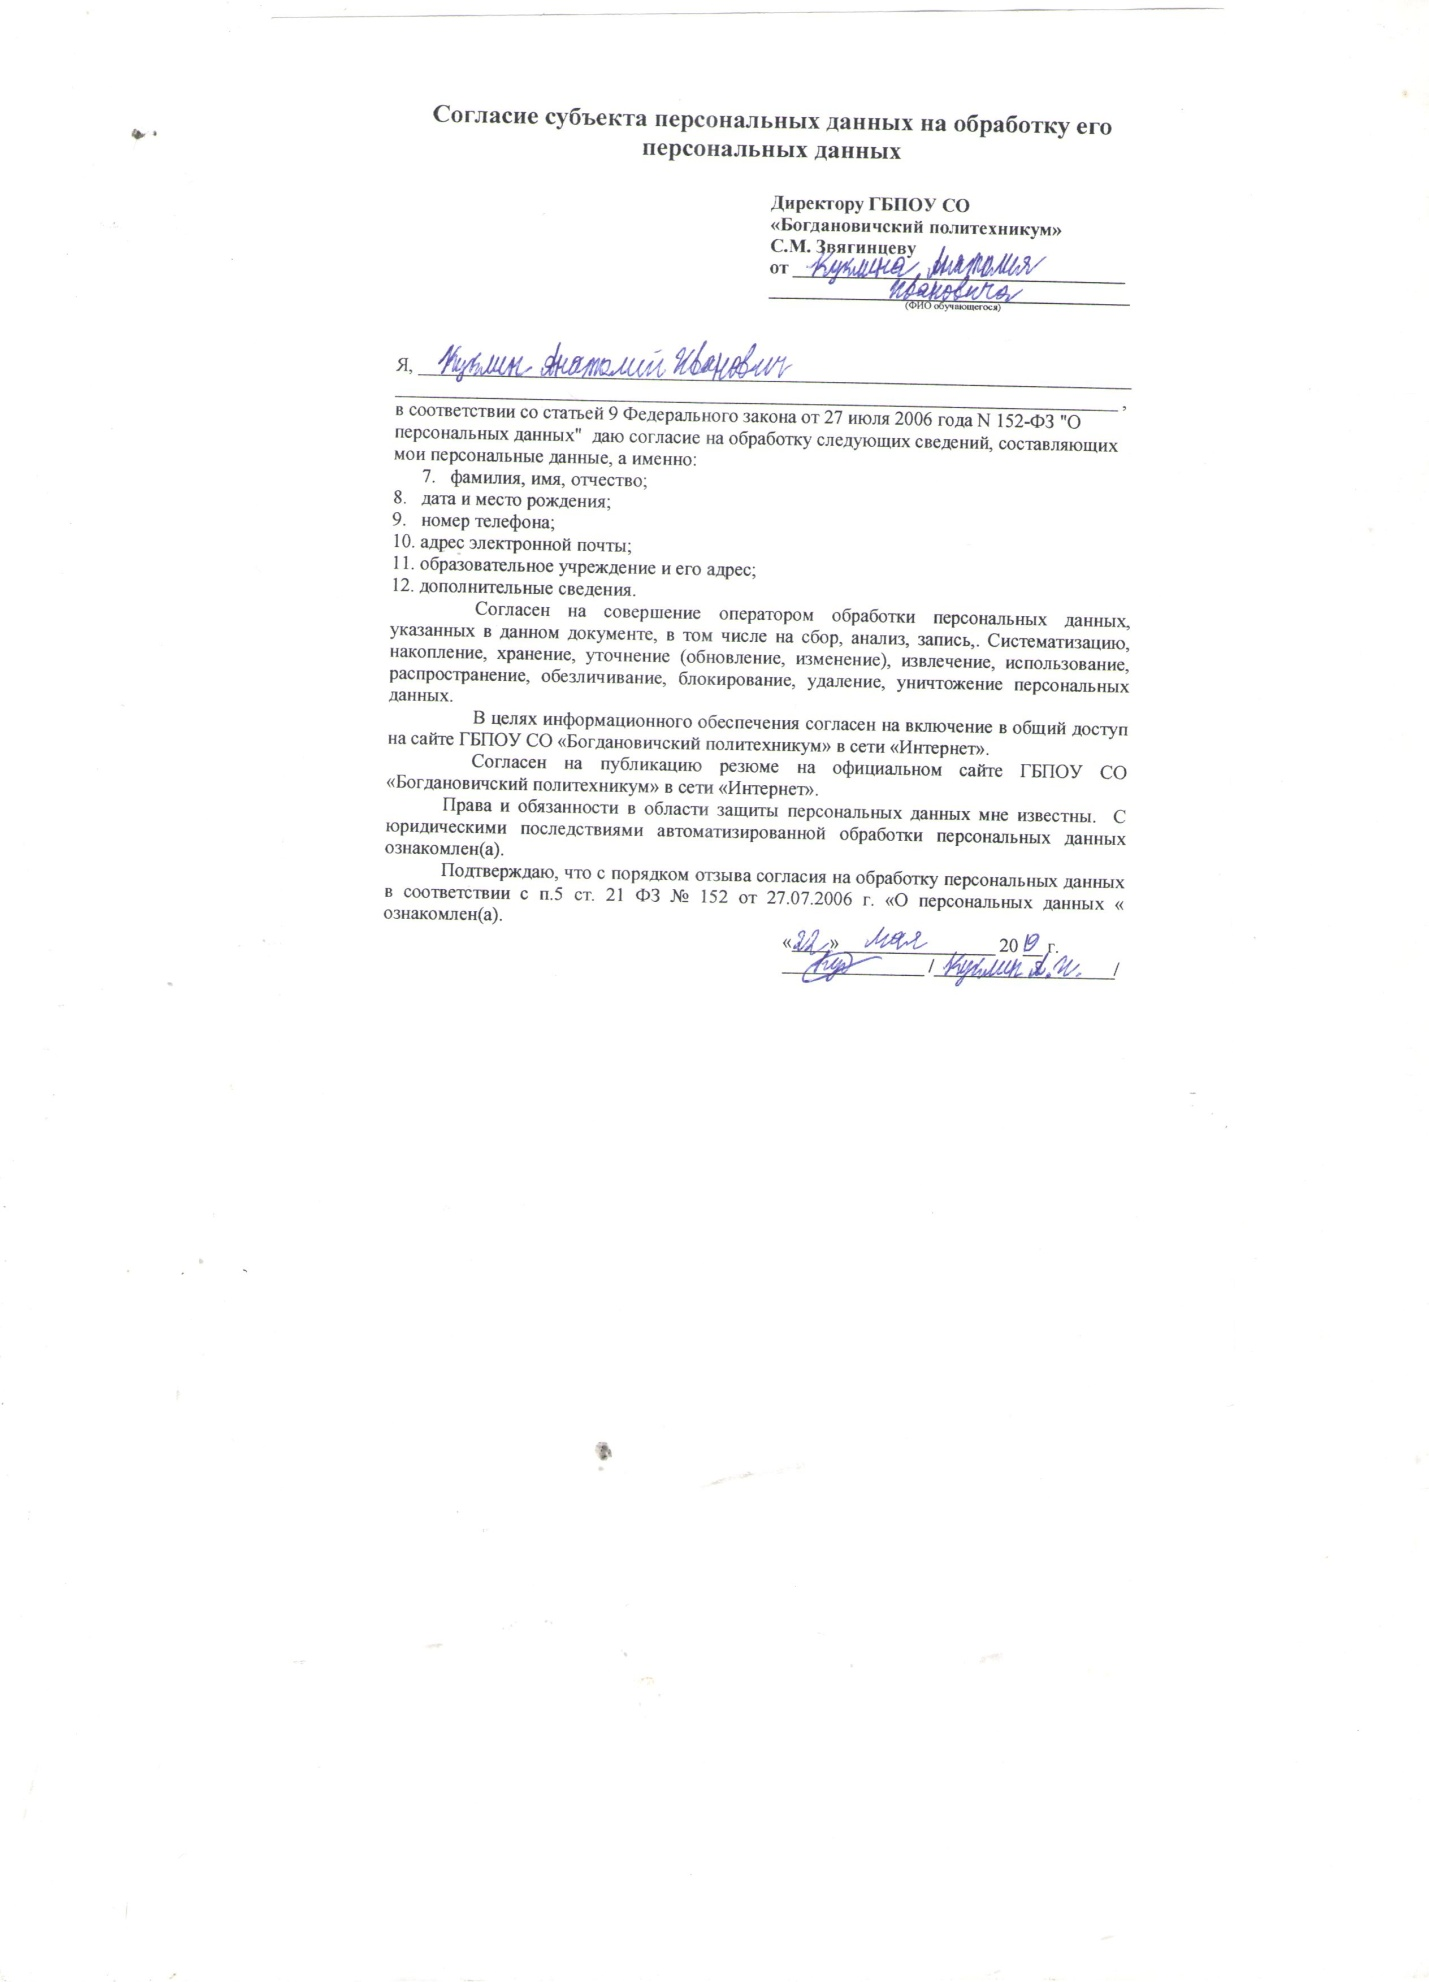 Согласие субъекта персональных данных на обработку его
персональных данных
Директору ГБПОУ СО
«Богдановичский политехникум»
С.М. Звягинцеву
от Куклина Анатолия
Ивановича
(ФИО обучающегося)
Я, Куклин Анатолий Иванович
,
в соответствии со статьей 9 Федерального закона от 27 июля 2006 года N 152-ФЗ "О
персональных данных" даю согласие на обработку следующих сведений, составляющих
мои персональные данные, а именно:
7. фамилия, имя, отчество;
8. дата и место рождения;
9. номер телефона;
10. адрес электронной почты;
11. образовательное учреждение и его адрес;
12. дополнительные сведения.
Согласен на совершение оператором обработки персональных данных,
указанных в данном документе, в том числе на сбор, анализ, запись,. Систематизацию,
накопление, хранение, уточнение (обновление, изменение), извлечение, использование,
распространение, обезличивание, блокирование, удаление, уничтожение персональных
данных.
В целях информационного обеспечения согласен на включение в общий доступ
на сайте ГБПОУ СО «Богдановичский политехникум» в сети «Интернет».
Согласен на публикацию резюме на официальном сайте ГБПОУ СО
«Богдановичский политехникум» в сети «Интернет».
Права и обязанности в области защиты персональных данных мне известны. С
юридическими последствиями автоматизированной обработки персональных данных
ознакомлен(а).
Подтверждаю, что с порядком отзыва согласия на обработку персональных данных
в соответствии с п.5 ст. 21 ФЗ № 152 от 27.07.2006 г. «О персональных данных «
ознакомлен(а).
«22» мая 2019 г.
/ Куклин А.И. /